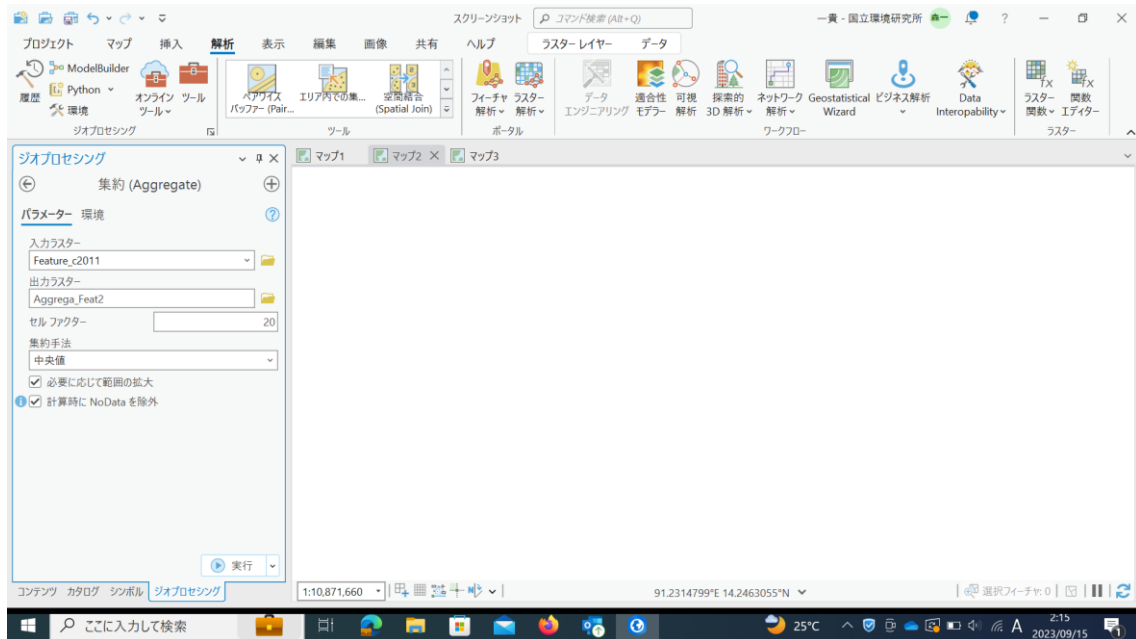 スクリーンショット
コマンド検索 (Alt+Q)
一貴 - 国立環境研究所
森一
?
プロジェクト マップ 挿入 解析 表示 編集 画像 共有 ヘルプ ラスター レイヤー データ
履歴
ModelBuilder
Python
環境
オンライン ツール
ツール
ジオプロセシング
ペアワイズ バッファー (Pair...
エリア内での集...
空間結合 (Spatial Join)
ツール
フィーチャ 解析
ラスター 解析
ポータル
データ エンジニアリング
適合性 モデラー
可視 解析
探索的 3D 解析
ネットワーク 解析
Geostatistical Wizard
ビジネス解析
Data Interopability
ワークフロー
ラスター 関数
関数 エディター
ラスター
ジオプロセシング
集約 (Aggregate)
パラメーター 環境
入力ラスター
Feature_c2011
出力ラスター
Aggrega_Feat2
セル ファクター 20
集約手法
中央値
必要に応じて範囲の拡大
計算時に NoData を除外
実行
コンテンツ カタログ シンボル ジオプロセシング
マップ1 マップ2 マップ3
1:10,871,660
91.2314799°E 14.2463055°N
選択フィーチャ: 0
ここに入力して検索
25°C
A
2:15
2023/09/15
1